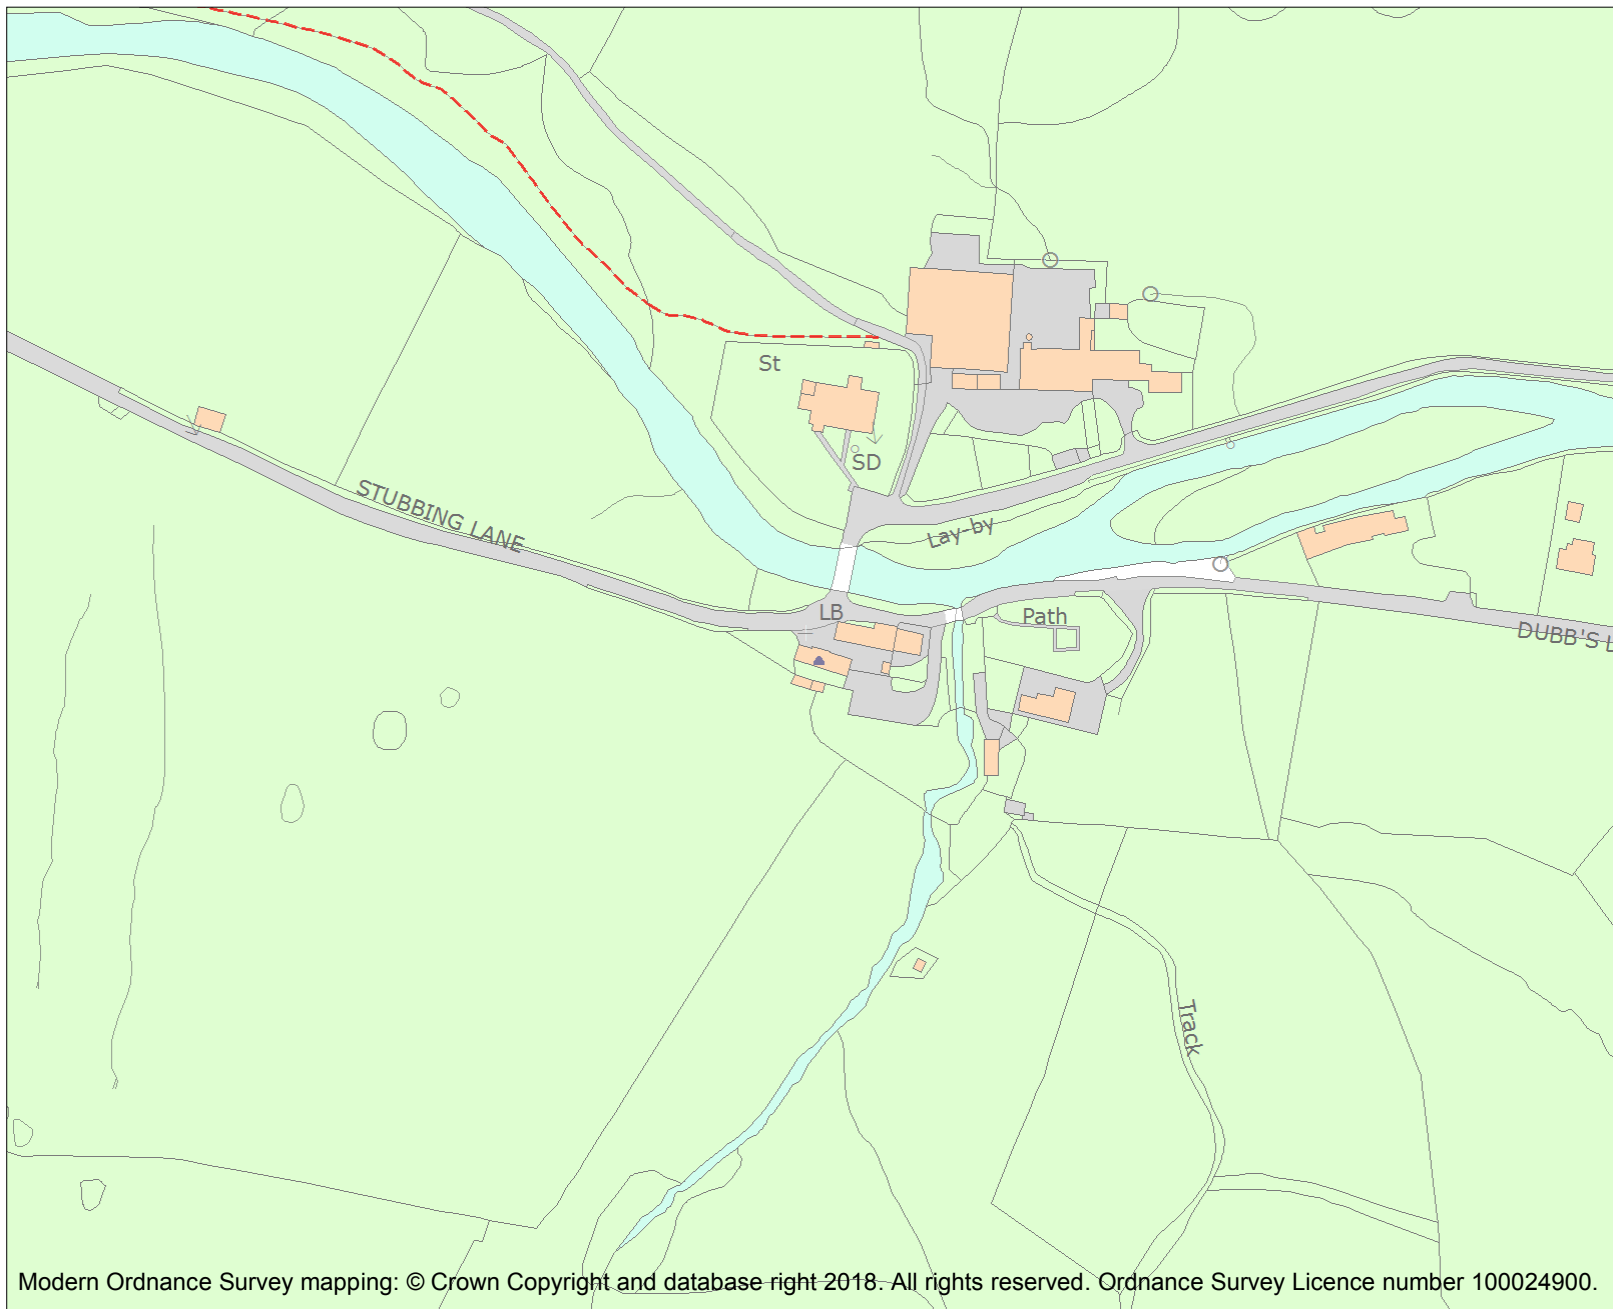 St
SD
STUBBING LANE
Lay-by
LB
Path
DUBB'S L
Track
Modern Ordnance Survey mapping: © Crown Copyright and database right 2018. All rights reserved. Ordnance Survey Licence number 100024900.